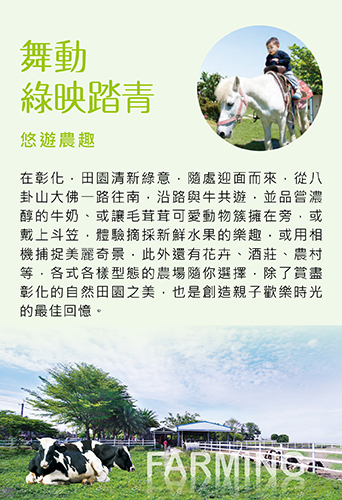 舞動
綠映踏青
悠遊農趣
在彰化，田園清新綠意，隨處迎面而來，從八
卦山大佛一路往南，沿路與牛共遊，並品嘗濃
醇的牛奶、或讓毛茸茸可愛動物簇擁在旁，或
戴上斗笠，體驗摘採新鮮水果的樂趣，或用相
機捕捉美麗奇景，此外還有花卉、酒莊、農村
等，各式各樣型態的農場隨你選擇，除了賞盡
彰化的自然田園之美，也是創造親子歡樂時光
的最佳回憶。
FARMING